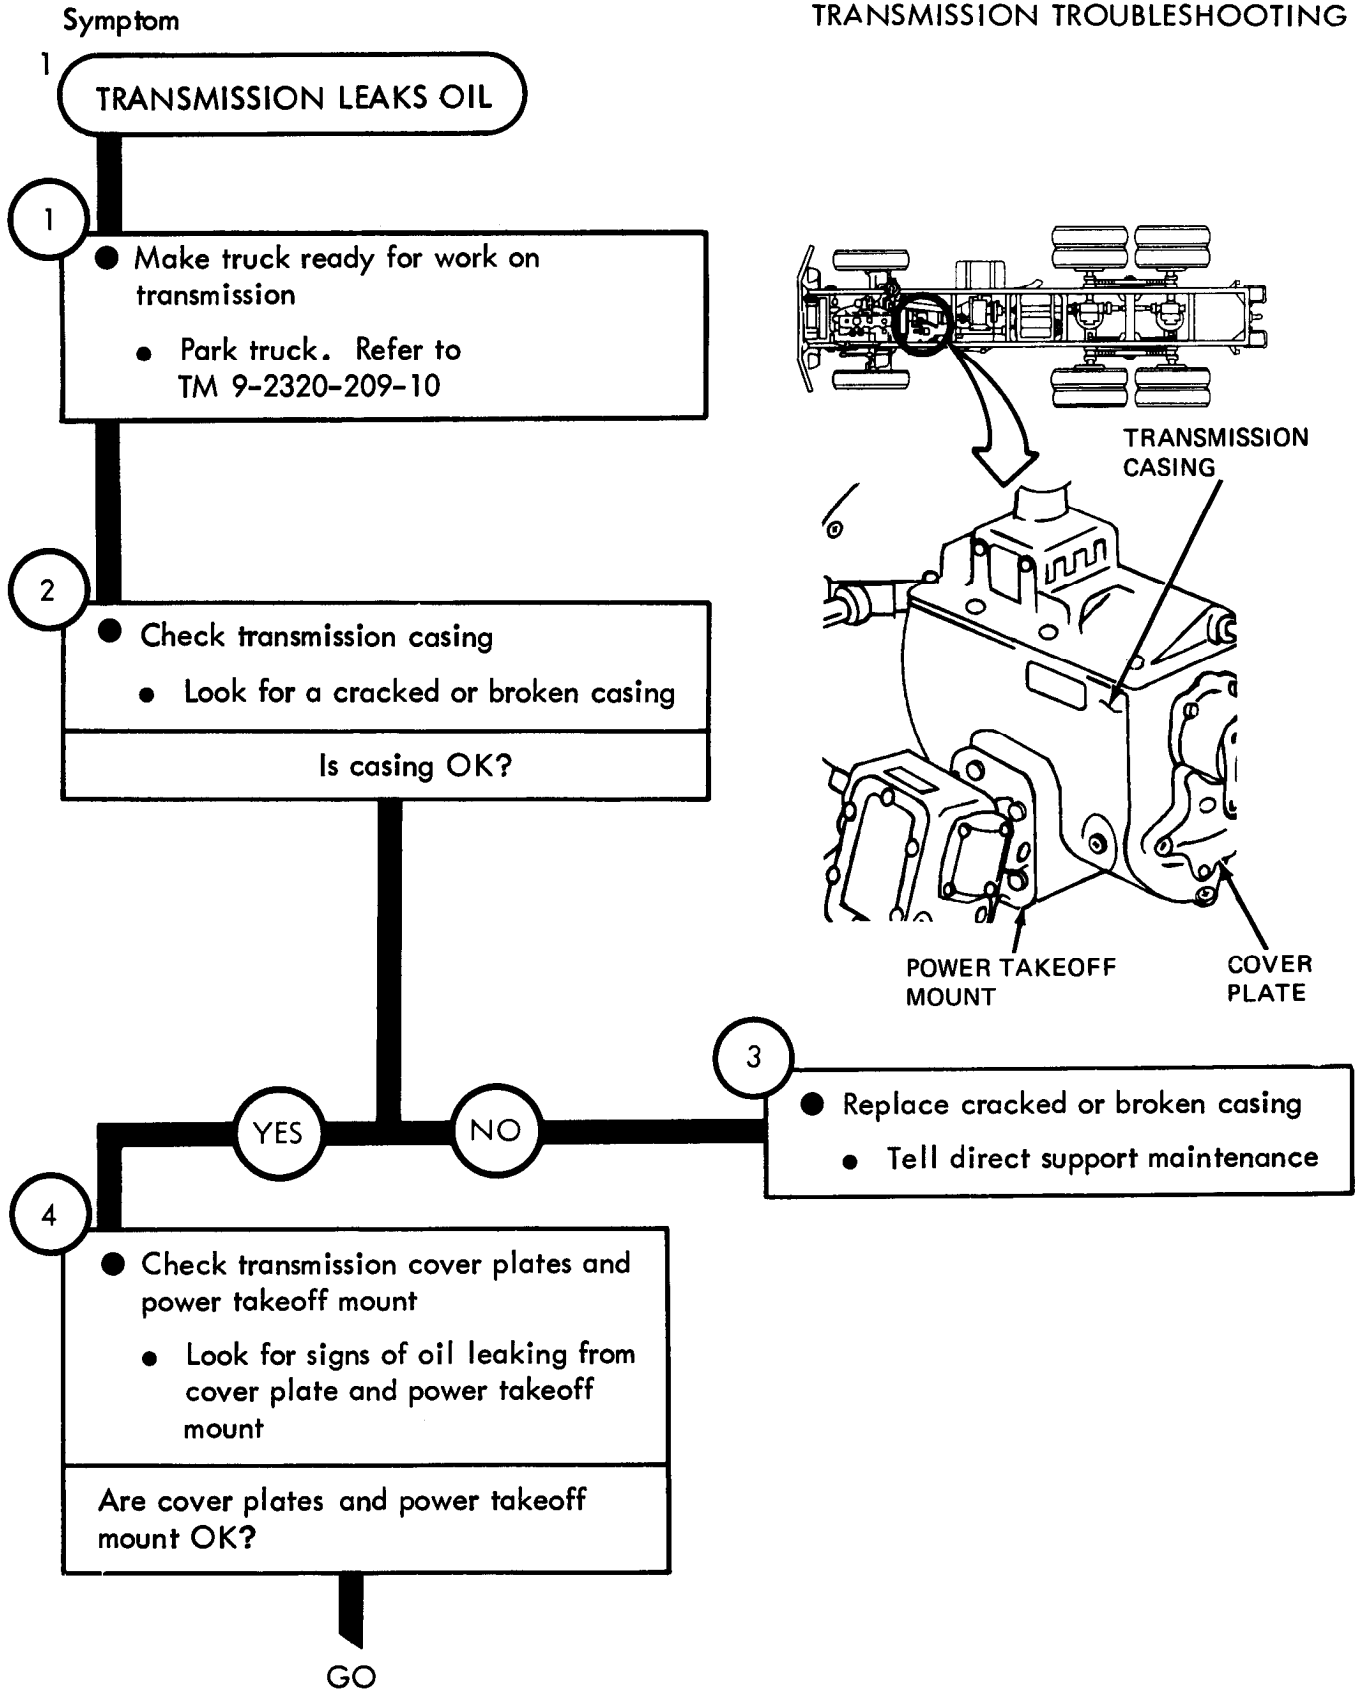 Symptom
TRANSMISSION TROUBLESHOOTING
1
TRANSMISSION LEAKS OIL
1
● Make truck ready for work on
transmission
● Park truck. Refer to
TM 9-2320-209-10
TRANSMISSION
CASING
2
● Check transmission casing
● Look for a cracked or broken casing
Is casing OK?
POWER TAKEOFF
MOUNT
COVER
PLATE
YES
NO
3
● Replace cracked or broken casing
● Tell direct support maintenance
4
● Check transmission cover plates and
power takeoff mount
● Look for signs of oil leaking from
cover plate and power takeoff
mount
Are cover plates and power takeoff
mount OK?
GO